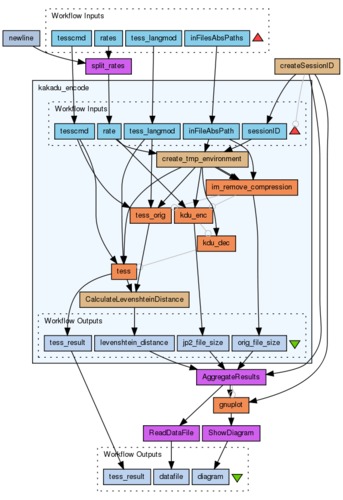 Workflow Inputs
newline
tesscmd
rates
tess_langmod
inFilesAbsPaths
split_rates
createSessionID
kakadu_encode
Workflow Inputs
tesscmd
rate
tess_langmod
inFileAbsPath
sessionID
create_tmp_environment
im_remove_compression
tess_orig
kdu_enc
kdu_dec
tess
CalculateLevenshteinDistance
Workflow Outputs
tess_result
levenshtein_distance
jp2_file_size
orig_file_size
AggregateResults
gnuplot
ReadDataFile
ShowDiagram
Workflow Outputs
tess_result
datafile
diagram